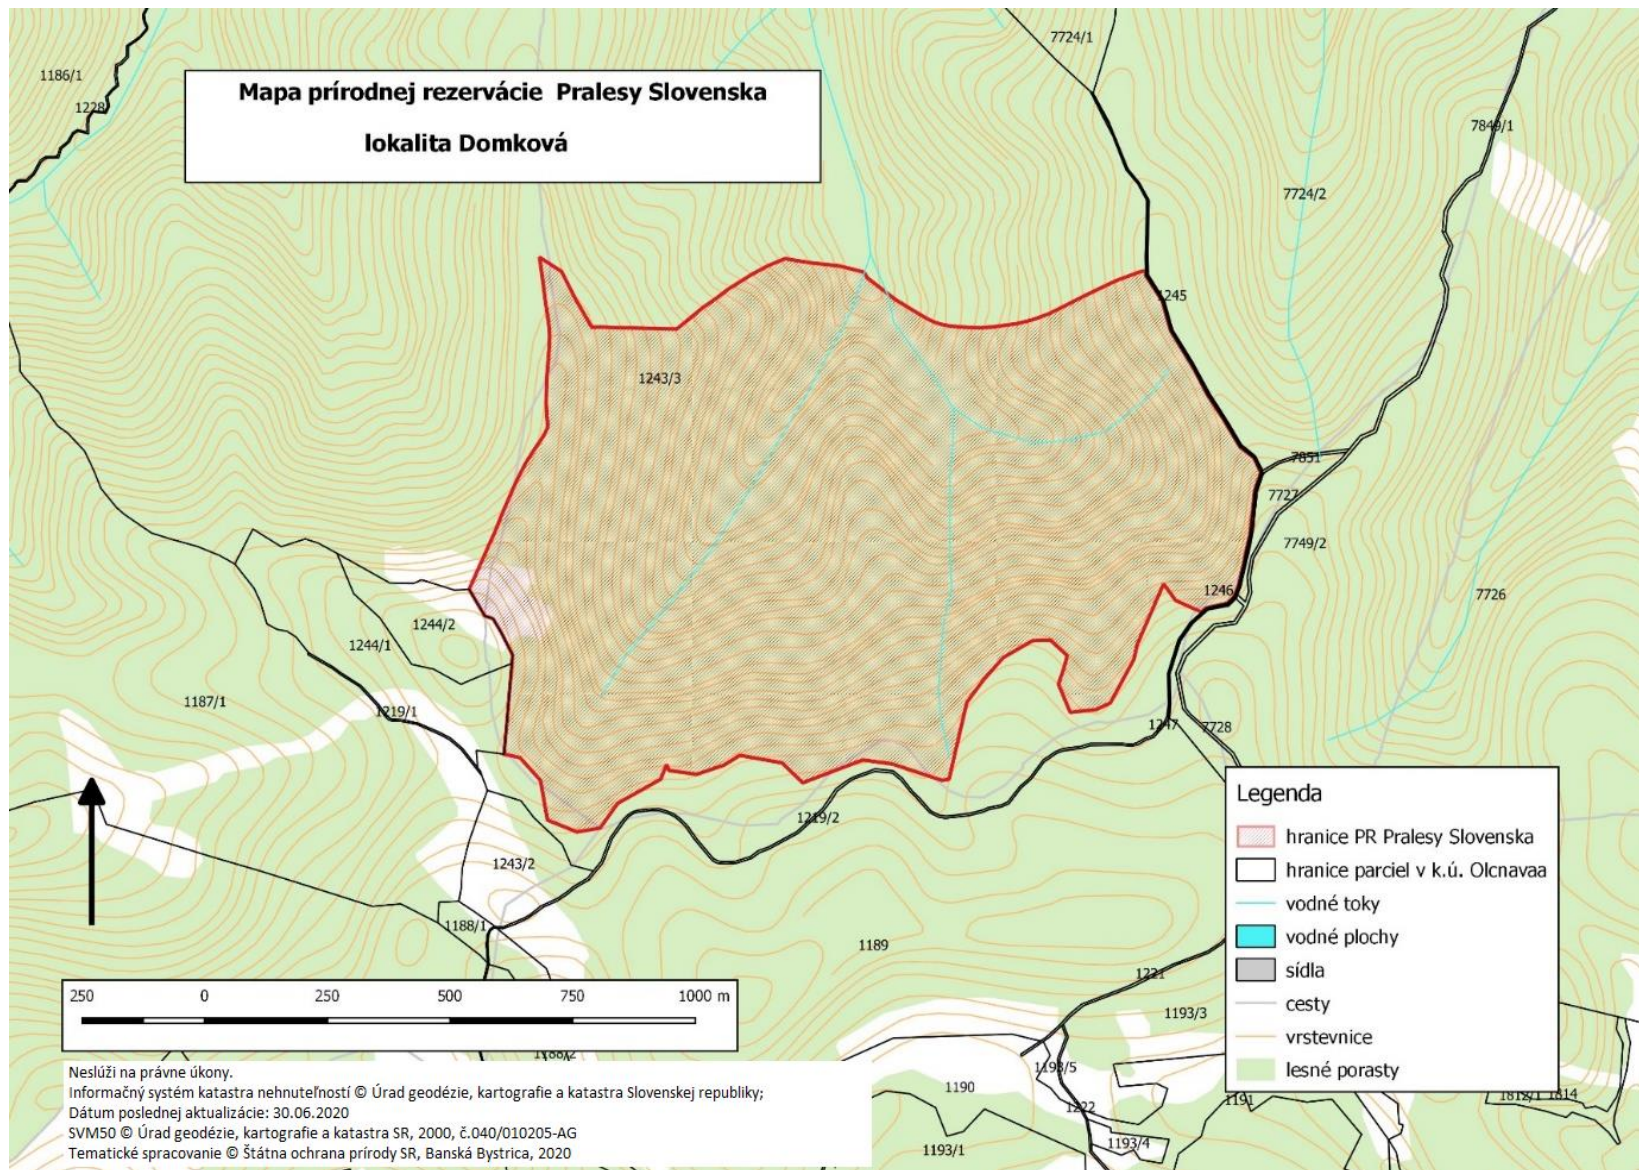 7724/1
1186/1
Mapa prírodnej rezervácie Pralesy Slovenska
1228
7849/1
lokalita Domková
7724/2
1245
1243/3
7851
7727
7749/2
1246
7726
1244/2
1244/1
1187/1
1219/1
1247
7728
1219/2
1243/2
1188/1
1189
1221
1193/3
Legenda
hranice PR Pralesy Slovenska
hranice parciel v k.ú. Olcnavaa
vodné toky
vodné plochy
sídla
cesty
vrstevnice
lesné porasty
250 0 250 500 750 1000 m
1188/2
1193/5
1190
1222
1191
1812/1 1814
1193/4
1193/1
Neslúži na právne úkony.
Informačný systém katastra nehnuteľností © Úrad geodézie, kartografie a katastra Slovenskej republiky;
Dátum poslednej aktualizácie: 30.06.2020
SVM50 © Úrad geodézie, kartografie a katastra SR, 2000, č.040/010205-AG
Tematické spracovanie © Štátna ochrana prírody SR, Banská Bystrica, 2020